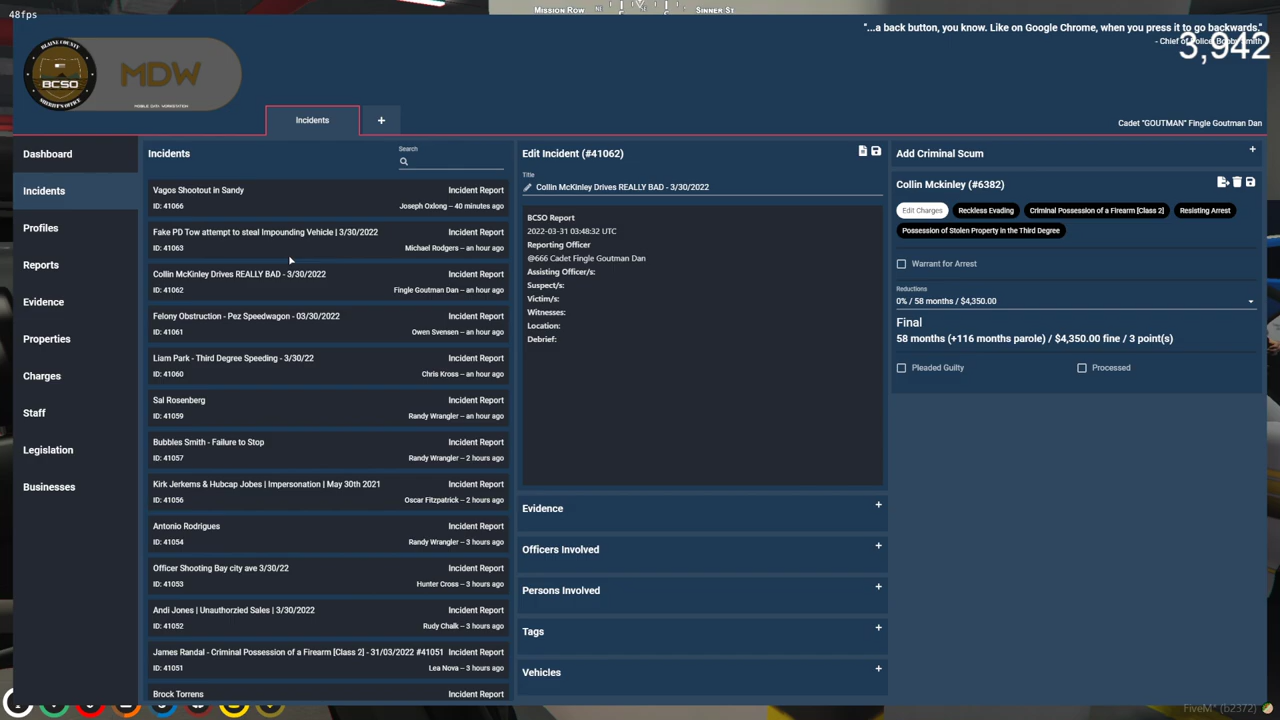 48fps
Mission Row
NE
Sinner St
"...a back button, you know. Like on Google Chrome, when you press it to go backwards."
- Chief of Police Bobby Smith
3,942
BLAINE COUNTY
BCSO
SHERIFF'S OFFICE
MDW
MOBILE DATA WORKSTATION
Incidents
+
Cadet "GOUTMAN" Fingle Goutman Dan
Dashboard
Incidents
Profiles
Reports
Evidence
Properties
Charges
Staff
Legislation
Businesses
Incidents
Search
Vagos Shootout in Sandy Incident Report
ID: 41066 Joseph Oxlong – 40 minutes ago
Fake PD Tow attempt to steal Impounding Vehicle | 3/30/2022 Incident Report
ID: 41063 Michael Rodgers – an hour ago
Collin McKinley Drives REALLY BAD - 3/30/2022 Incident Report
ID: 41062 Fingle Goutman Dan – an hour ago
Felony Obstruction - Pez Speedwagon - 03/30/2022 Incident Report
ID: 41061 Owen Svensen – an hour ago
Liam Park - Third Degree Speeding - 3/30/22 Incident Report
ID: 41060 Chris Kross – an hour ago
Sal Rosenberg Incident Report
ID: 41059 Randy Wrangler – an hour ago
Bubbles Smith - Failure to Stop Incident Report
ID: 41057 Randy Wrangler – 2 hours ago
Kirk Jerkems & Hubcap Jobes | Impersonation | May 30th 2021 Incident Report
ID: 41056 Oscar Fitzpatrick – 2 hours ago
Antonio Rodrigues Incident Report
ID: 41054 Randy Wrangler – 3 hours ago
Officer Shooting Bay city ave 3/30/22 Incident Report
ID: 41053 Hunter Cross – 3 hours ago
Andi Jones | Unauthorzied Sales | 3/30/2022 Incident Report
ID: 41052 Rudy Chalk – 3 hours ago
James Randal - Criminal Possession of a Firearm [Class 2] - 31/03/2022 #41051 Incident Report
ID: 41051 Lea Nova – 3 hours ago
Brock Torrens Incident Report
Edit Incident (#41062)
Title
Collin McKinley Drives REALLY BAD - 3/30/2022
BCSO Report
2022-03-31 03:48:32 UTC
Reporting Officer
@666 Cadet Fingle Goutman Dan
Assisting Officer/s:
Suspect/s:
Victim/s:
Witnesses:
Location:
Debrief:
Evidence +
Officers Involved +
Persons Involved +
Tags +
Vehicles +
Add Criminal Scum +
Collin Mckinley (#6382)
Edit Charges Reckless Evading Criminal Possession of a Firearm [Class 2] Resisting Arrest
Possession of Stolen Property in the Third Degree
Warrant for Arrest
Reductions
0% / 58 months / $4,350.00
Final
58 months (+116 months parole) / $4,350.00 fine / 3 point(s)
Pleaded Guilty Processed
FiveM* (b2372)